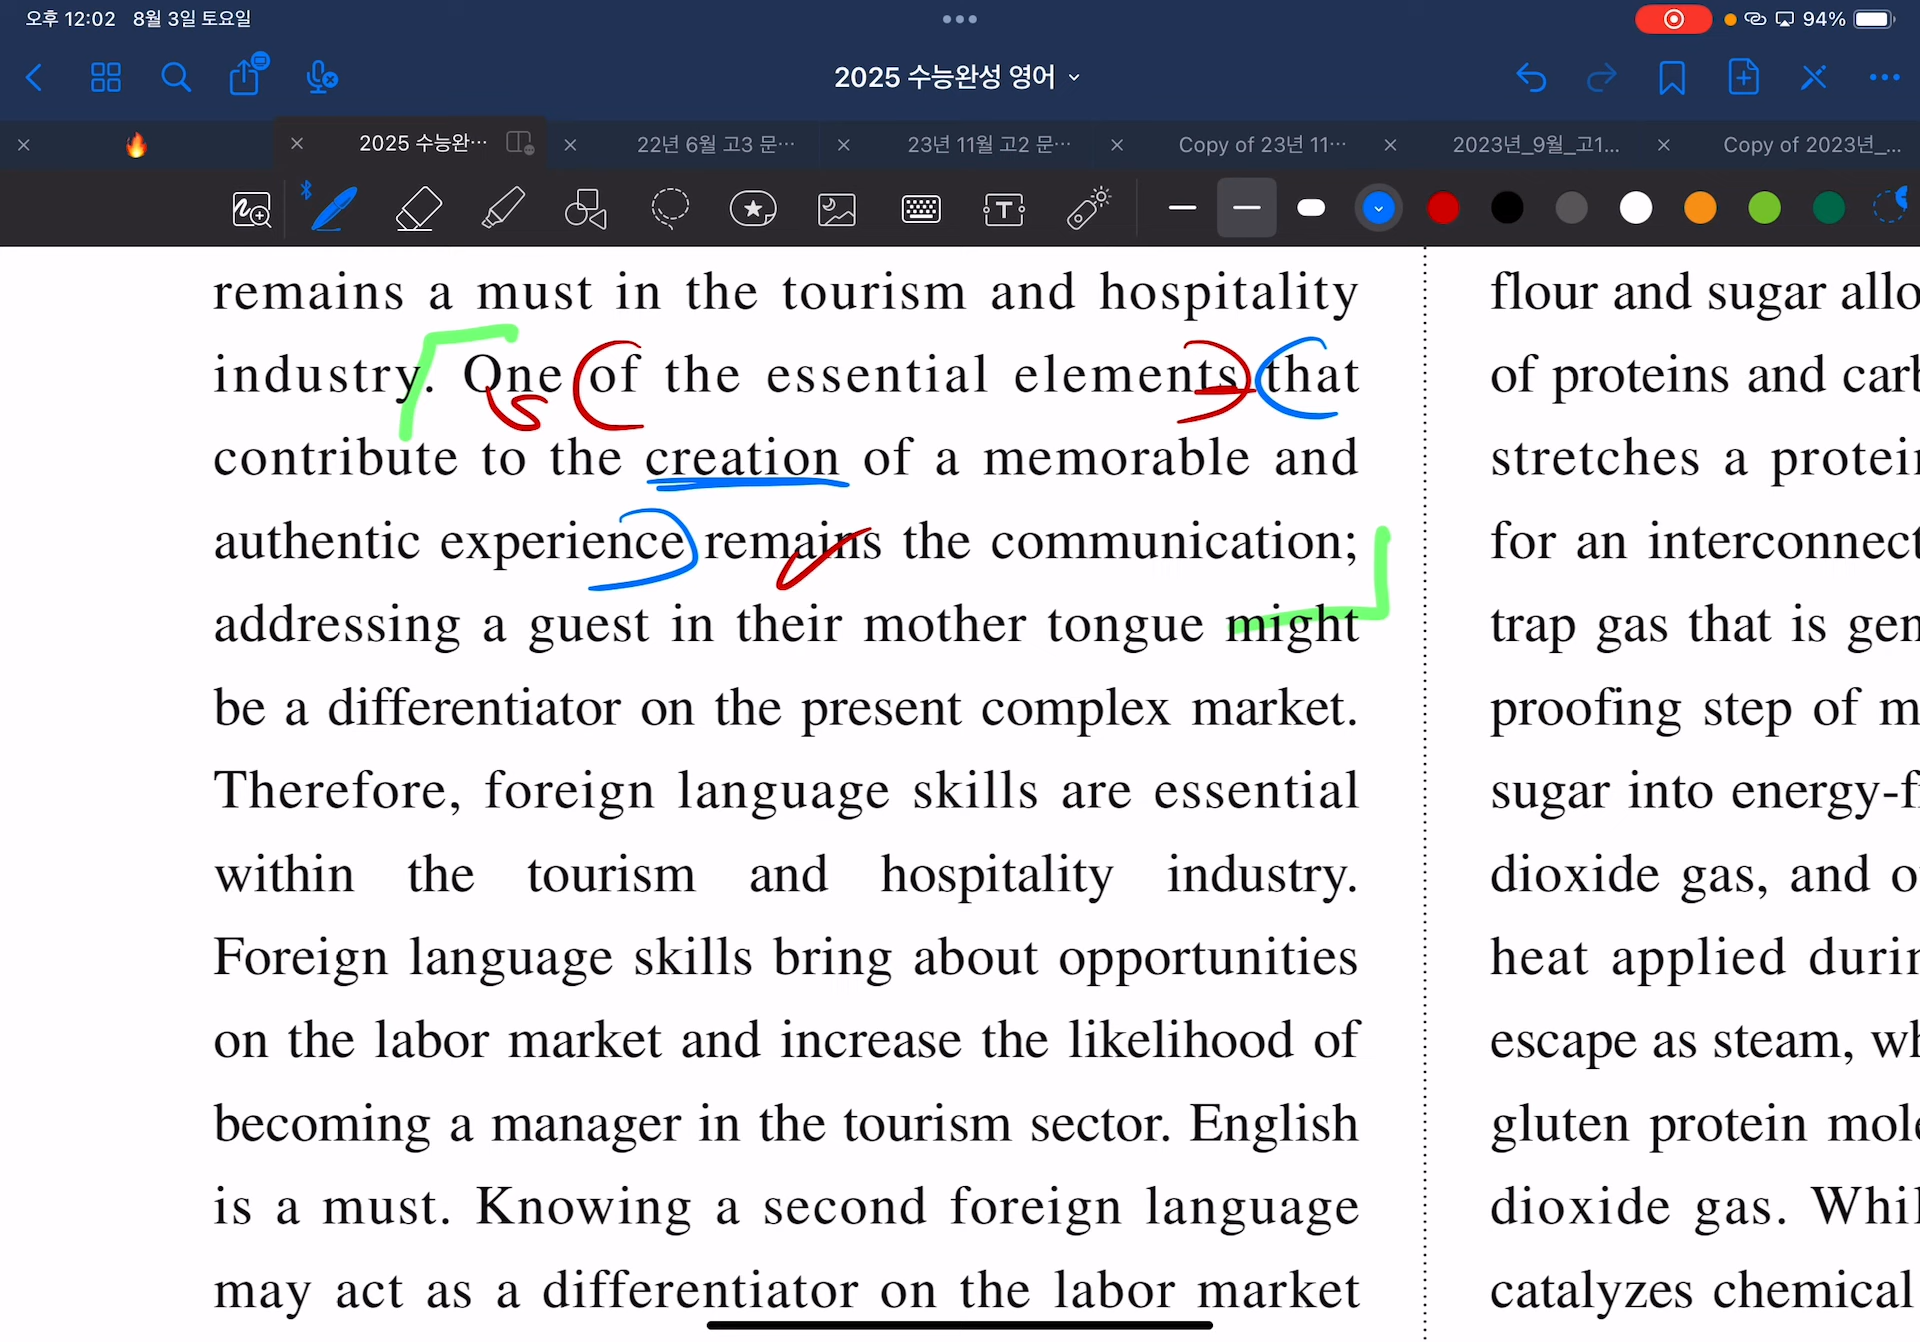 오후 12:02 8월 3일 토요일
94%
2025 수능완성 영어
2025 수능완···
22년 6월 고3 문···
23년 11월 고2 문···
Copy of 23년 11···
2023년_9월_고1...
Copy of 2023년_...
remains a must in the tourism and hospitality
industry. One of the essential elements that
contribute to the creation of a memorable and
authentic experience remains the communication;
addressing a guest in their mother tongue might
be a differentiator on the present complex market.
Therefore, foreign language skills are essential
within the tourism and hospitality industry.
Foreign language skills bring about opportunities
on the labor market and increase the likelihood of
becoming a manager in the tourism sector. English
is a must. Knowing a second foreign language
may act as a differentiator on the labor market
flour and sugar allo
of proteins and carb
stretches a protein
for an interconnect
trap gas that is gen
proofing step of m
sugar into energy-f
dioxide gas, and o
heat applied durin
escape as steam, wh
gluten protein mole
dioxide gas. Whil
catalyzes chemical